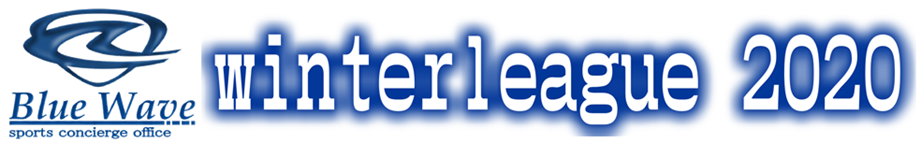 Blue Wave
sports concierge office
winterleague 2020